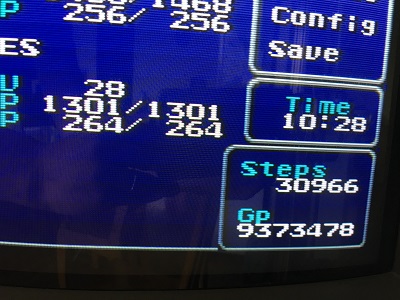 P 256/ 256
Config
ES
Save
28
P 1301/1301
P 264/ 264
Time
10:28
Steps
30966
Gp
9373478